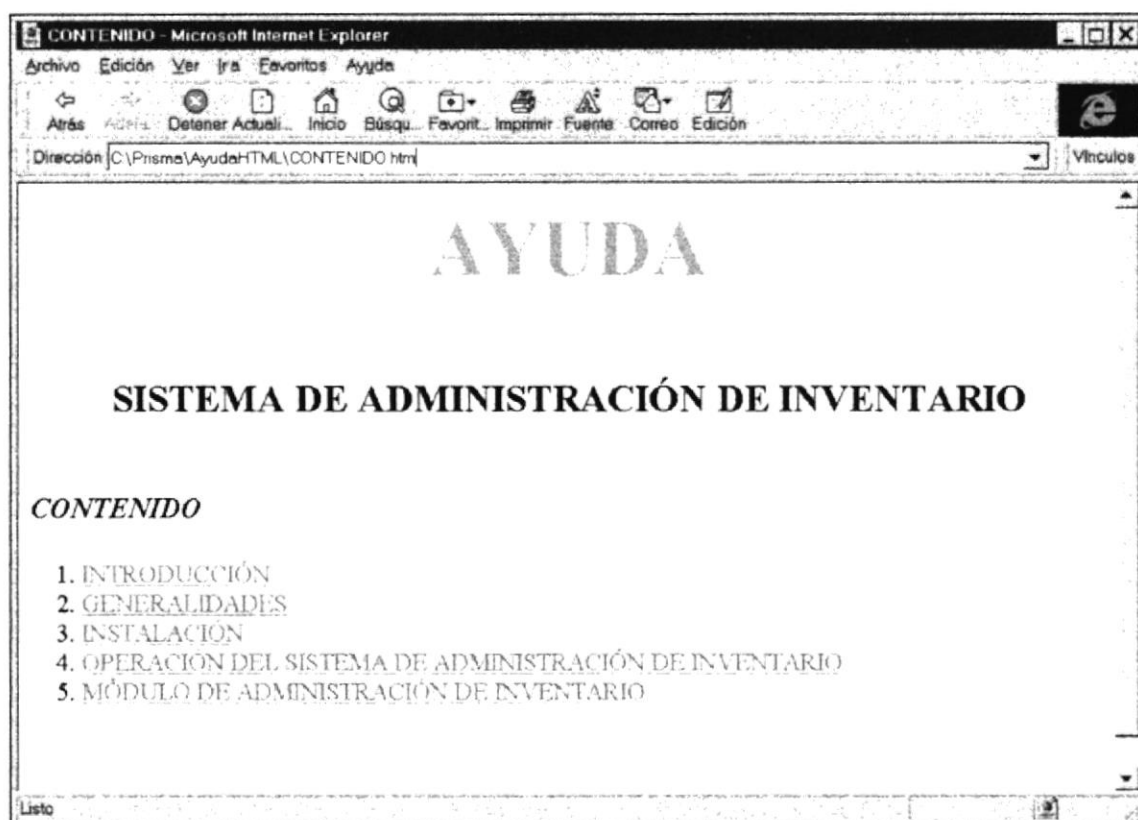 CONTENIDO - Microsoft Internet Explorer
Archivo Edición Ver Ir a Favoritos Ayuda
Atrás Adela.. Detener Actuali... Inicio Búsqu... Favorit... Imprimir Fuente Correo Edición
Dirección C:\Prisma\AyudaHTML\CONTENIDO.htm Vínculos
AYUDA
SISTEMA DE ADMINISTRACIÓN DE INVENTARIO
CONTENIDO
1. INTRODUCCIÓN
2. GENERALIDADES
3. INSTALACIÓN
4. OPERACIÓN DEL SISTEMA DE ADMINISTRACIÓN DE INVENTARIO
5. MÓDULO DE ADMINISTRACIÓN DE INVENTARIO
Listo